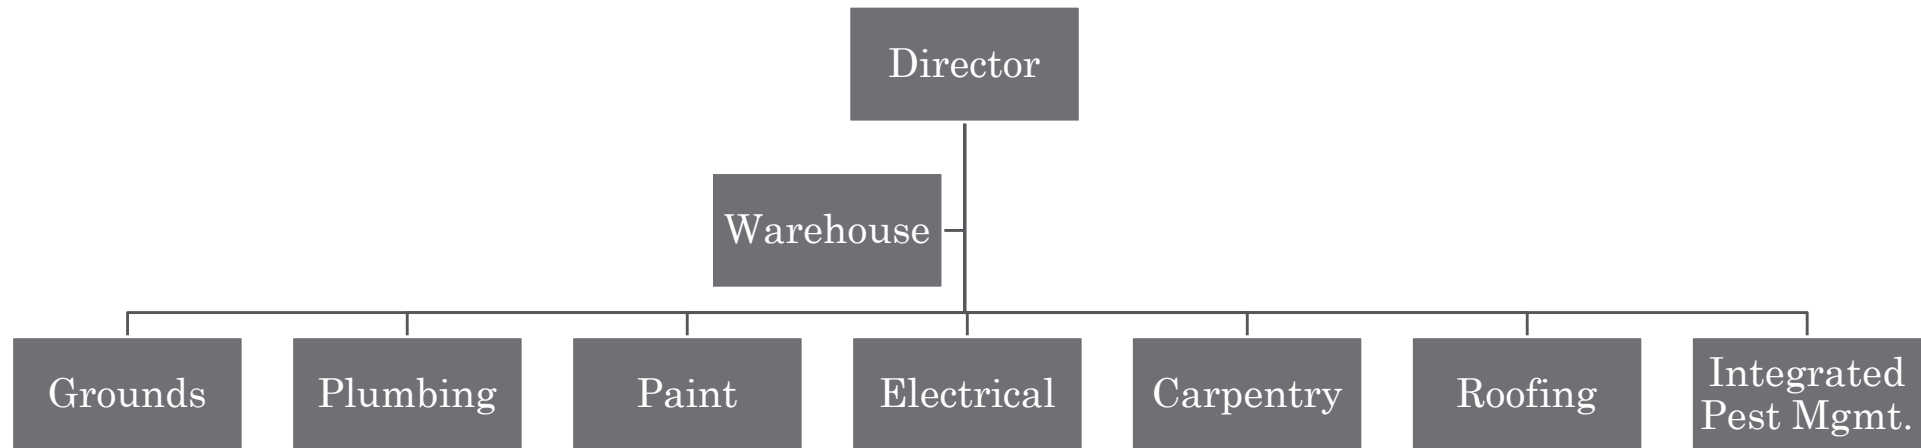 Director
Warehouse
Grounds
Plumbing
Paint
Electrical
Carpentry
Roofing
Integrated
Pest Mgmt.